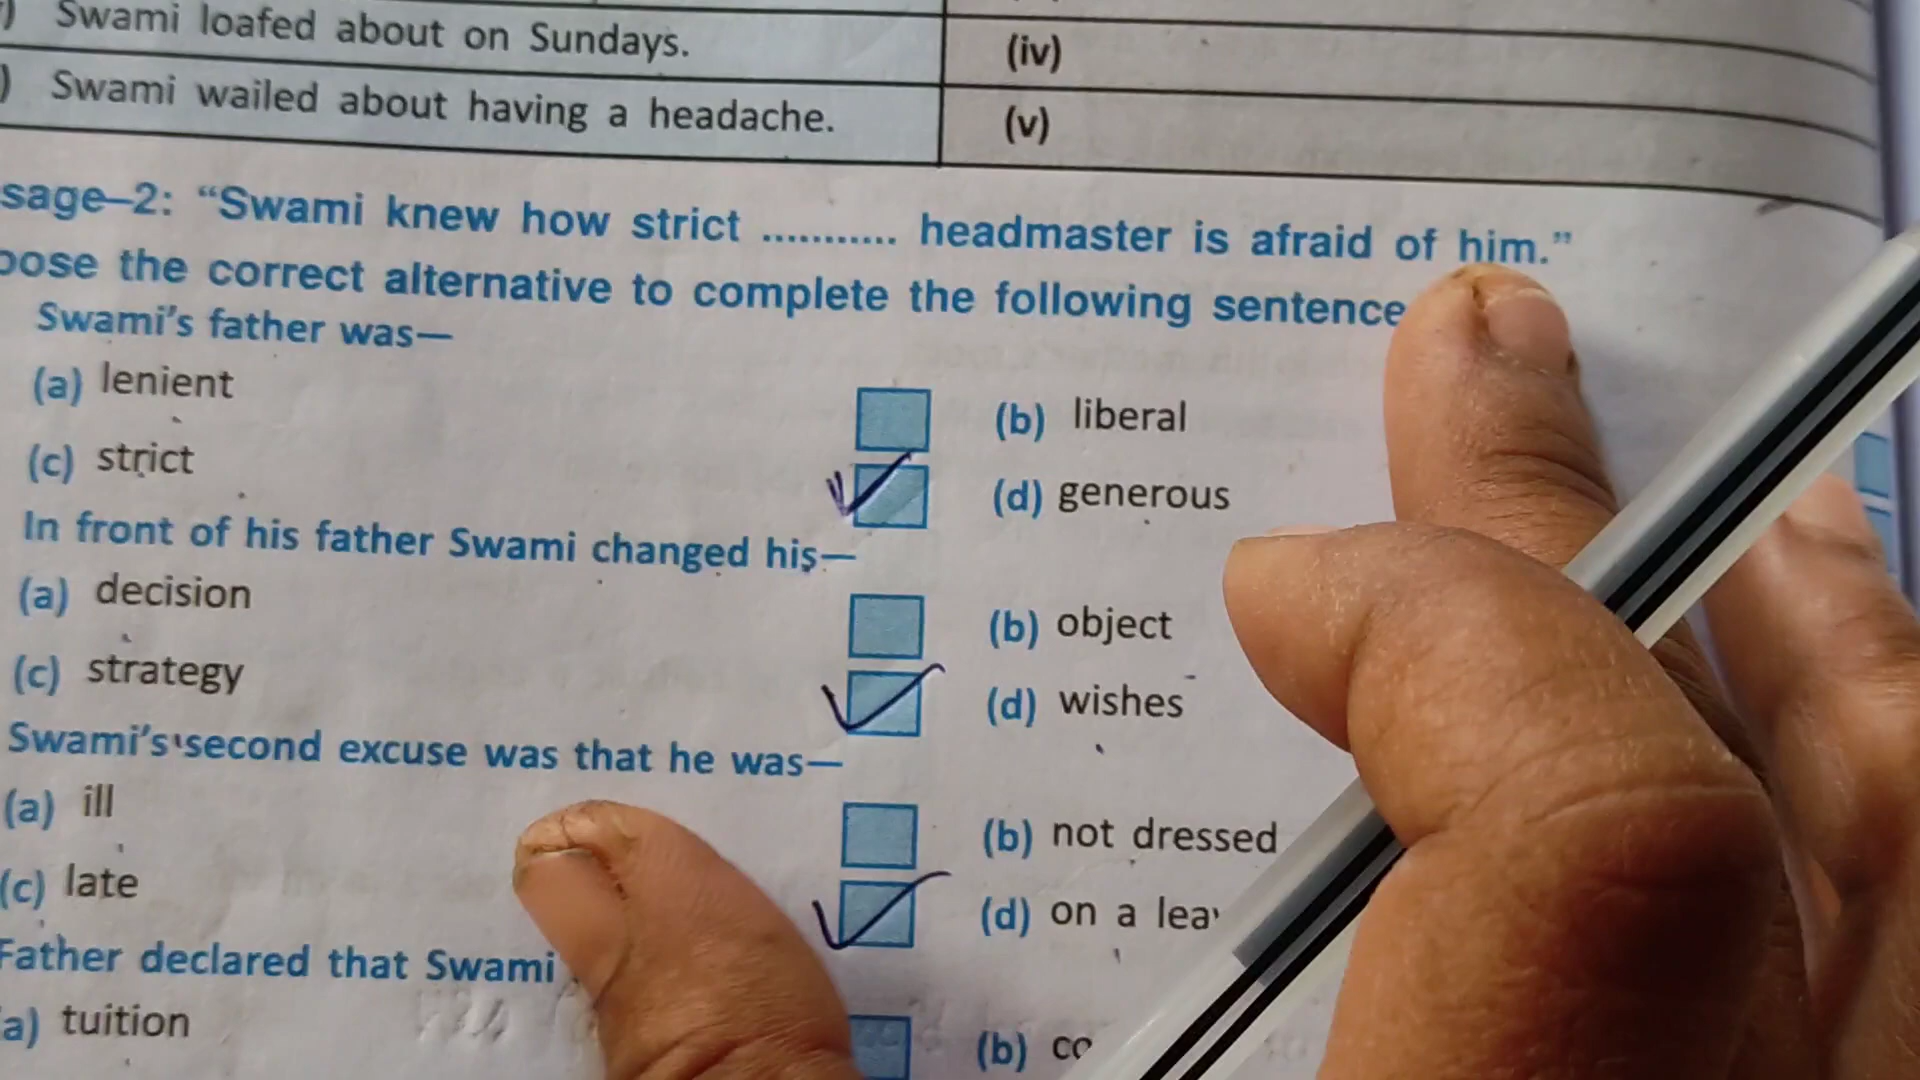 ) Swami loafed about on Sundays. (iv)
) Swami wailed about having a headache. (v)
sage–2: “Swami knew how strict ........... headmaster is afraid of him.”
oose the correct alternative to complete the following sentence
Swami’s father was—
(a) lenient (b) liberal
(c) strict (d) generous
In front of his father Swami changed his—
(a) decision (b) object
(c) strategy (d) wishes
Swami’s second excuse was that he was—
(a) ill (b) not dressed
(c) late (d) on a lea
Father declared that Swami
a) tuition (b) co